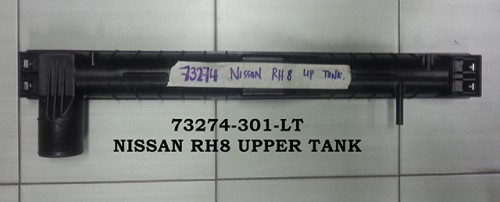 73274 NISSAN RH8 UP TANK.
73274-301-LT
NISSAN RH8 UPPER TANK